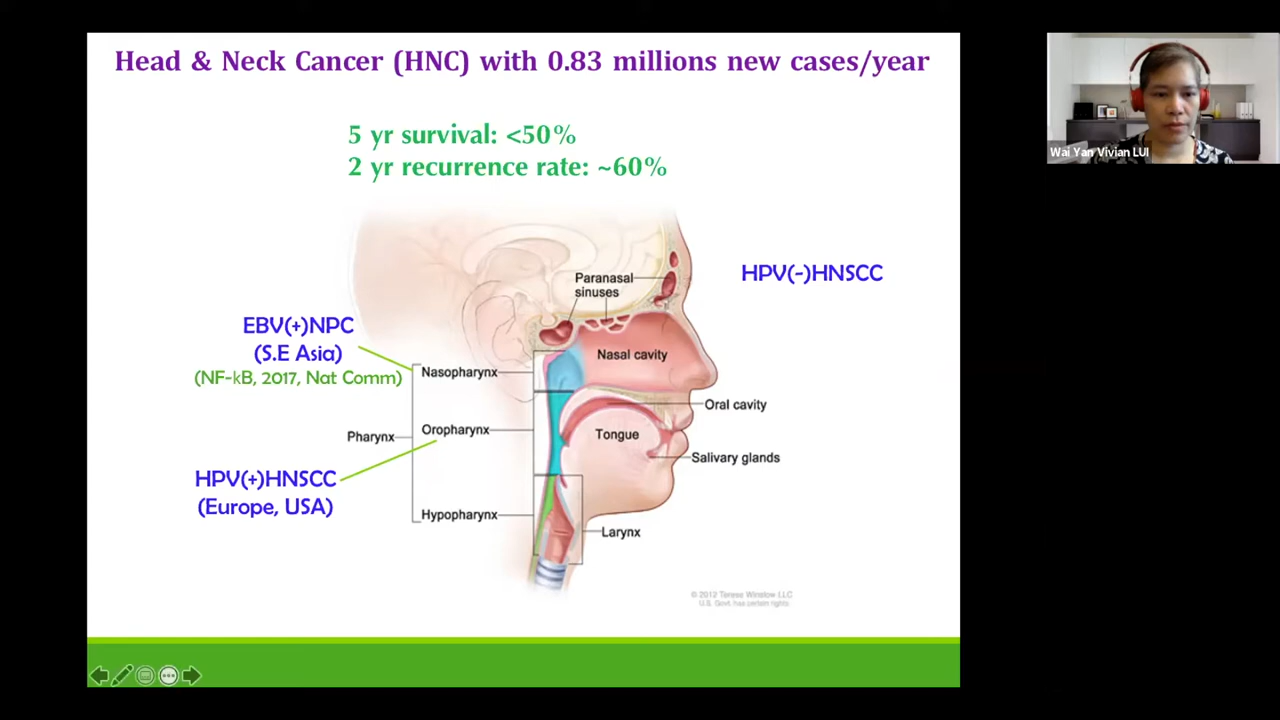 Head & Neck Cancer (HNC) with 0.83 millions new cases/year
5 yr survival: <50%
2 yr recurrence rate: ~60%
Wai Yan Vivian LUI
Paranasal
sinuses
HPV(-)HNSCC
EBV(+)NPC
(S.E Asia)
(NF-kB, 2017, Nat Comm)
Nasal cavity
Nasopharynx
Oral cavity
Oropharynx
Tongue
Pharynx
Salivary glands
HPV(+)HNSCC
(Europe, USA)
Hypopharynx
Larynx
© 2012 Terese Winslow LLC
U.S. Govt. has certain rights